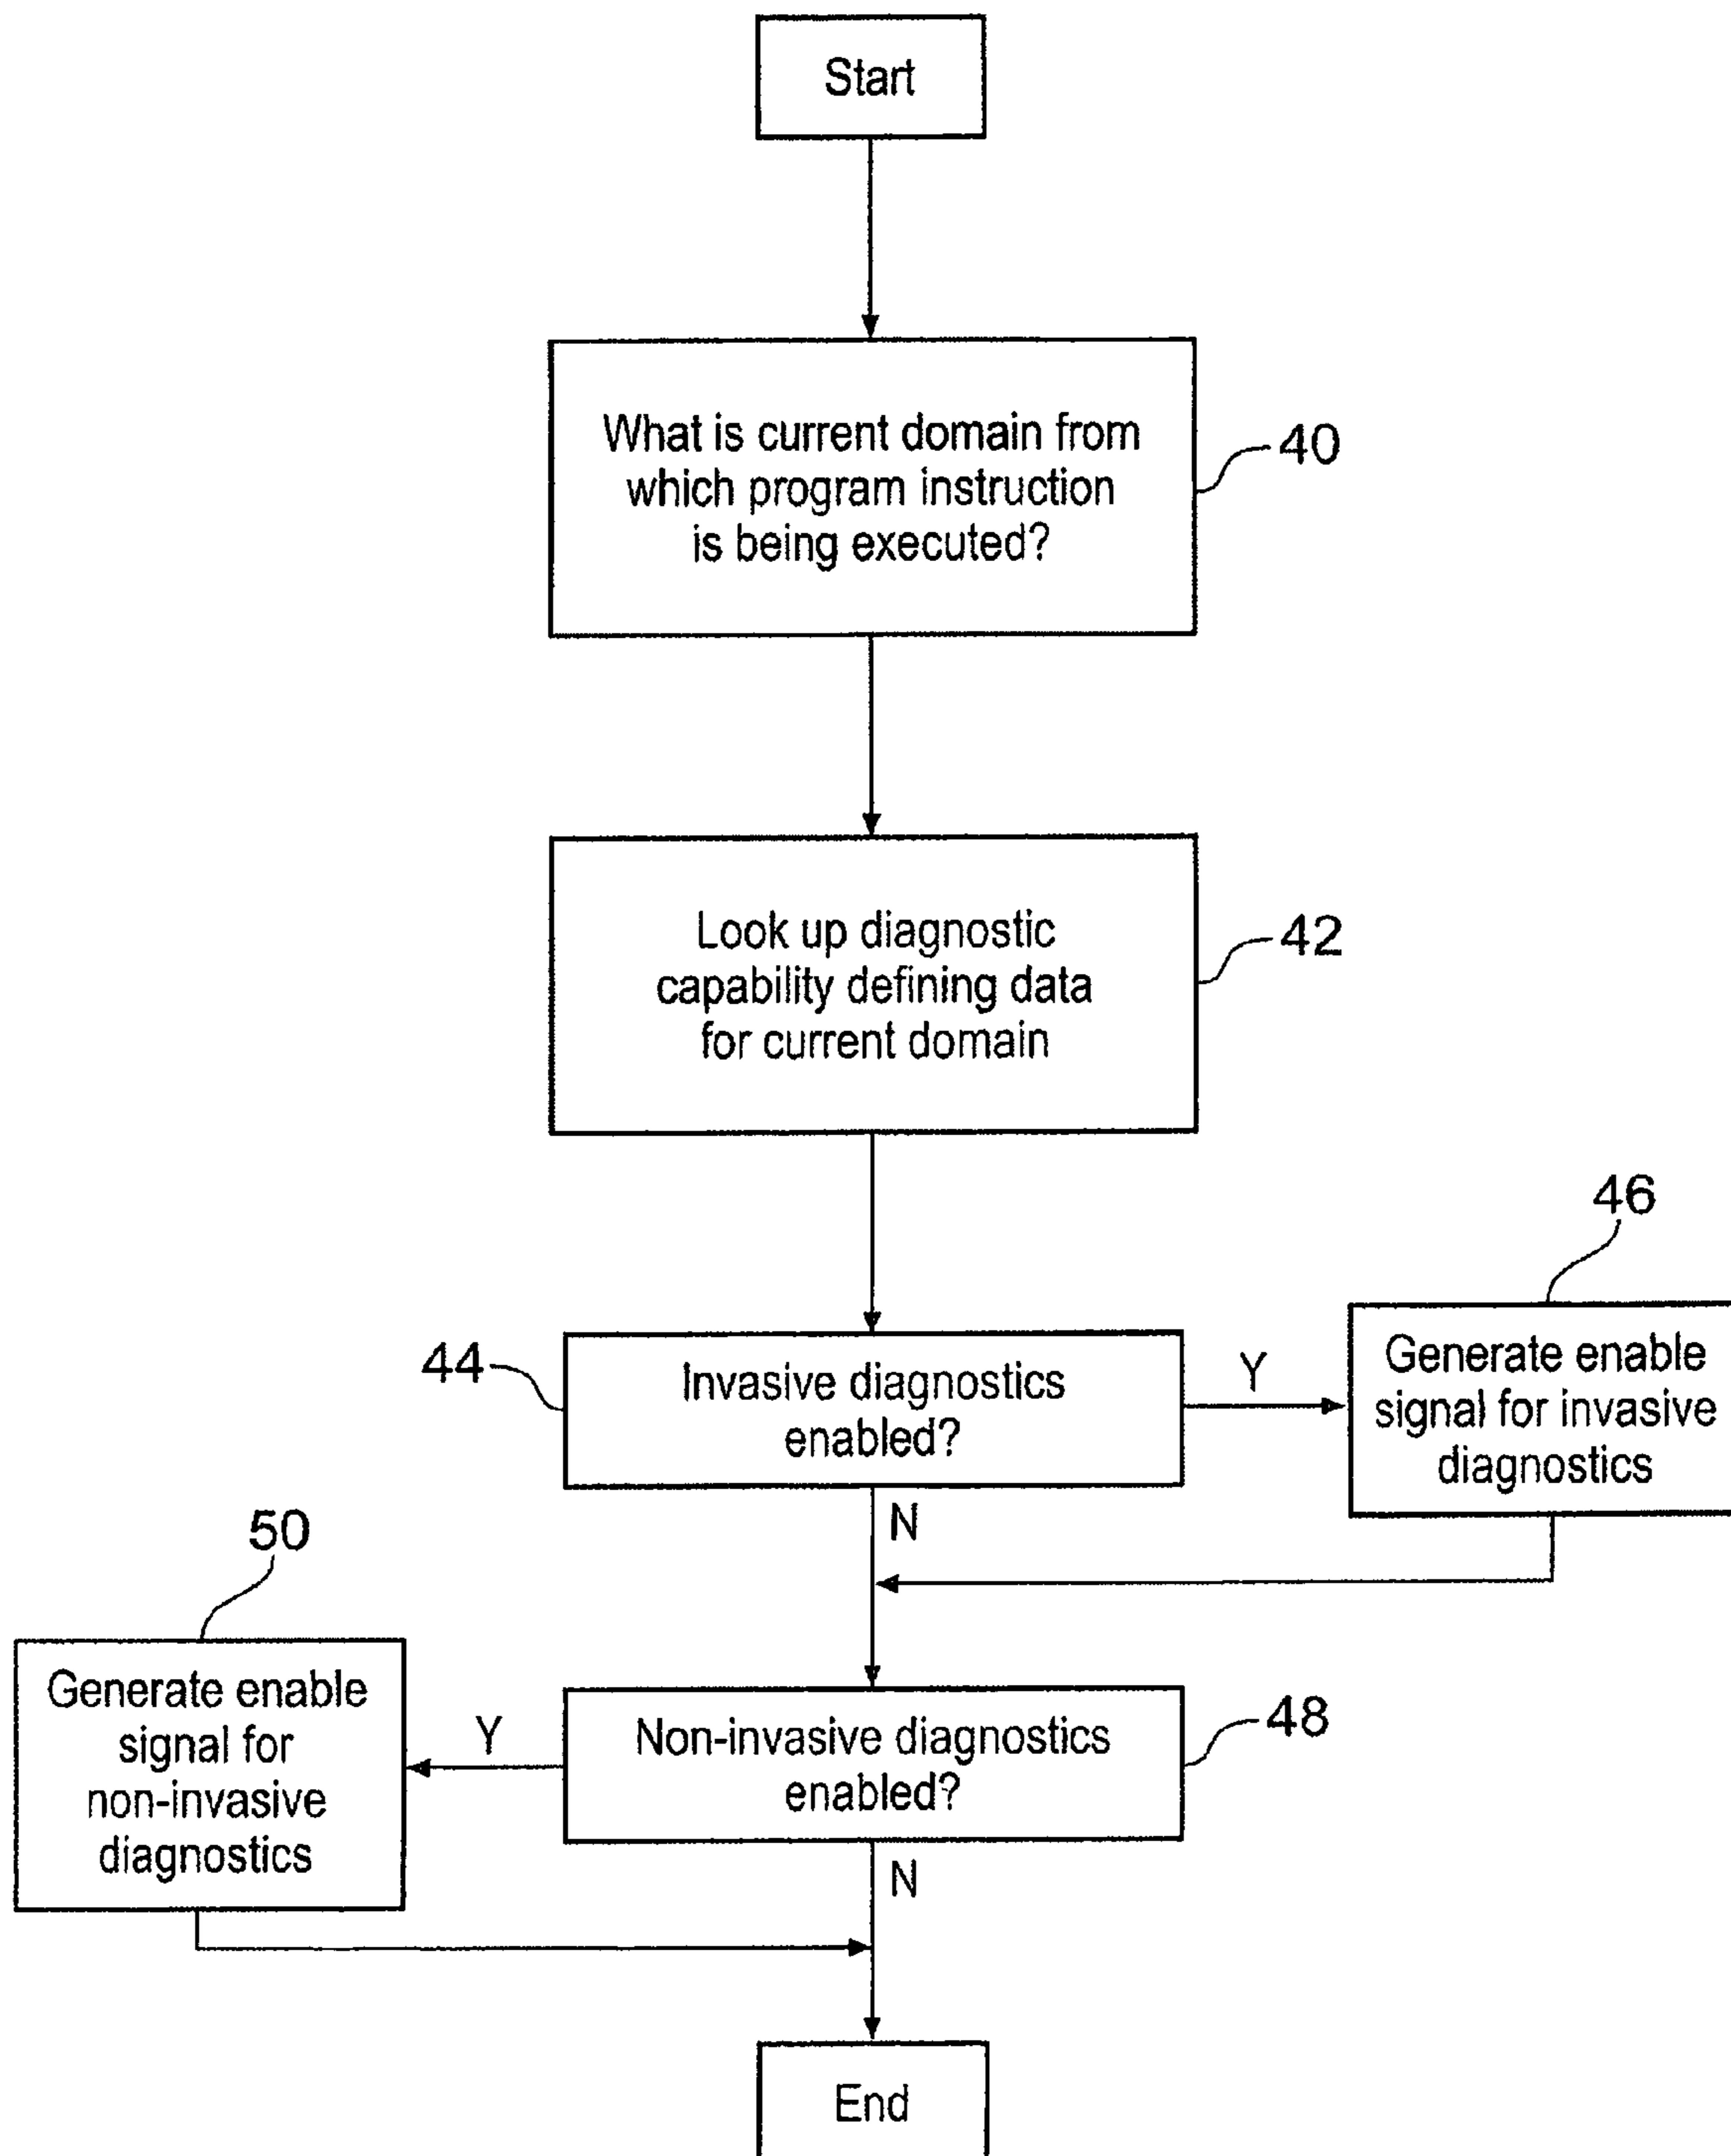 Start
What is current domain from
which program instruction
is being executed?
40
Look up diagnostic
capability defining data
for current domain
42
46
44
Invasive diagnostics
enabled?
Y
Generate enable
signal for invasive
diagnostics
N
50
Generate enable
signal for
non-invasive
diagnostics
Y
Non-invasive diagnostics
enabled?
48
N
End